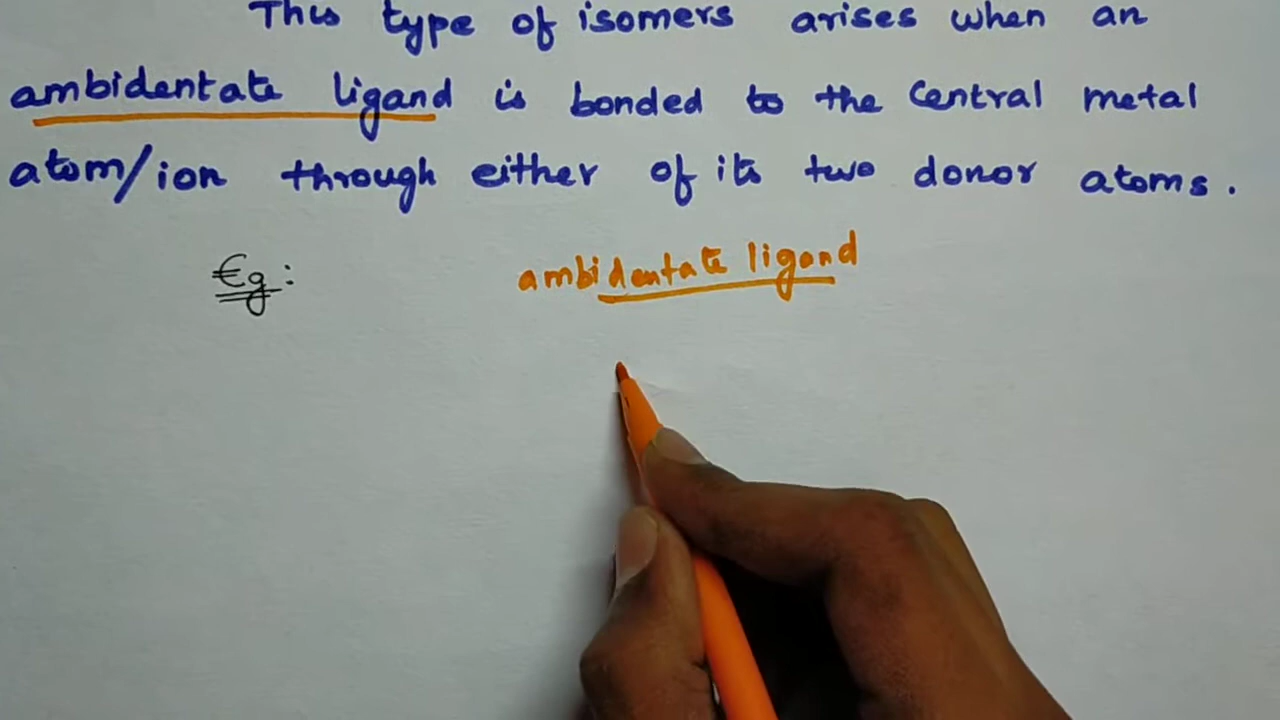 This type of isomers arises when an
ambidentate ligand is bonded to the central metal
atom/ion through either of its two donor atoms.
Eg: ambidentate ligand